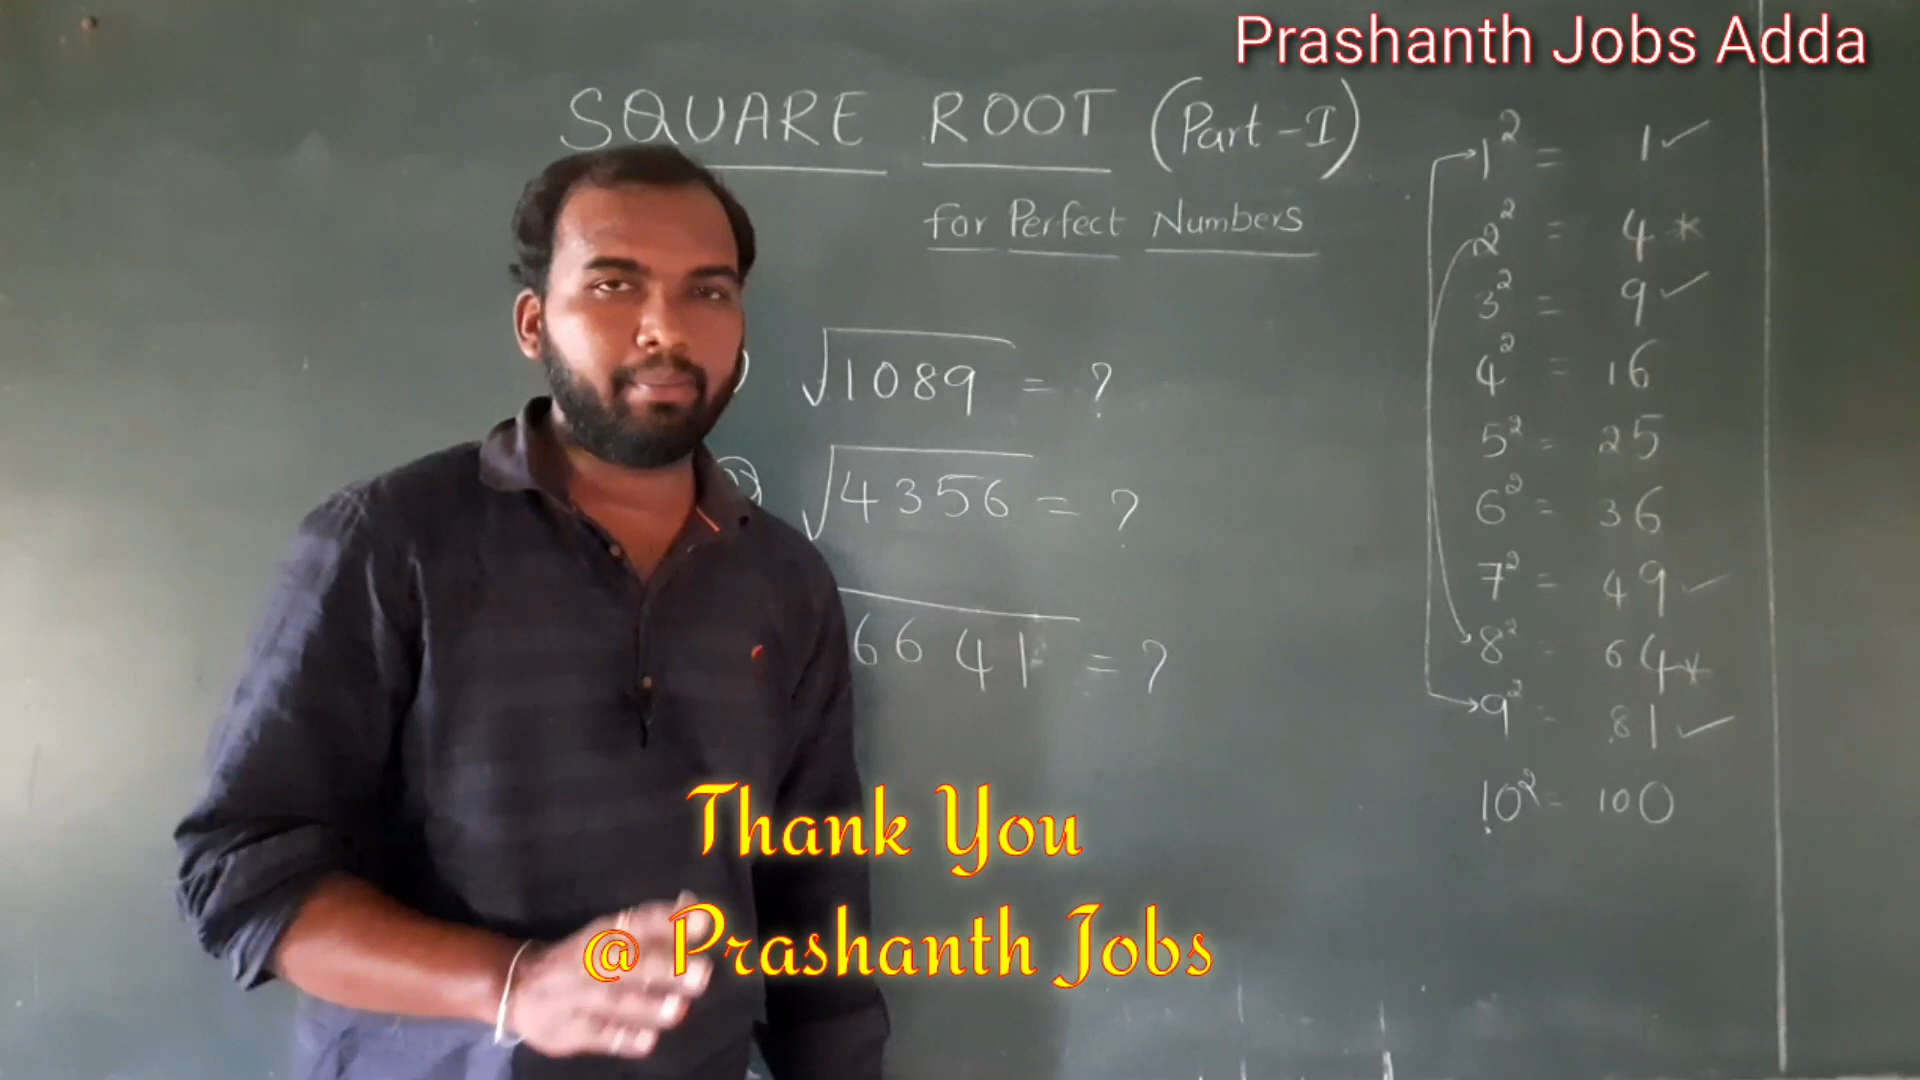 Prashanth Jobs Adda
SQUARE ROOT (Part-I)
for Perfect Numbers
√1089 = ?
√4356 = ?
6641 = ?
1² = 1 ✓
2² = 4 *
3² = 9 ✓
4² = 16
5² = 25
6² = 36
7² = 49 ✓
8² = 64 *
9² = 81 ✓
10² = 100
Thank You
@ Prashanth Jobs